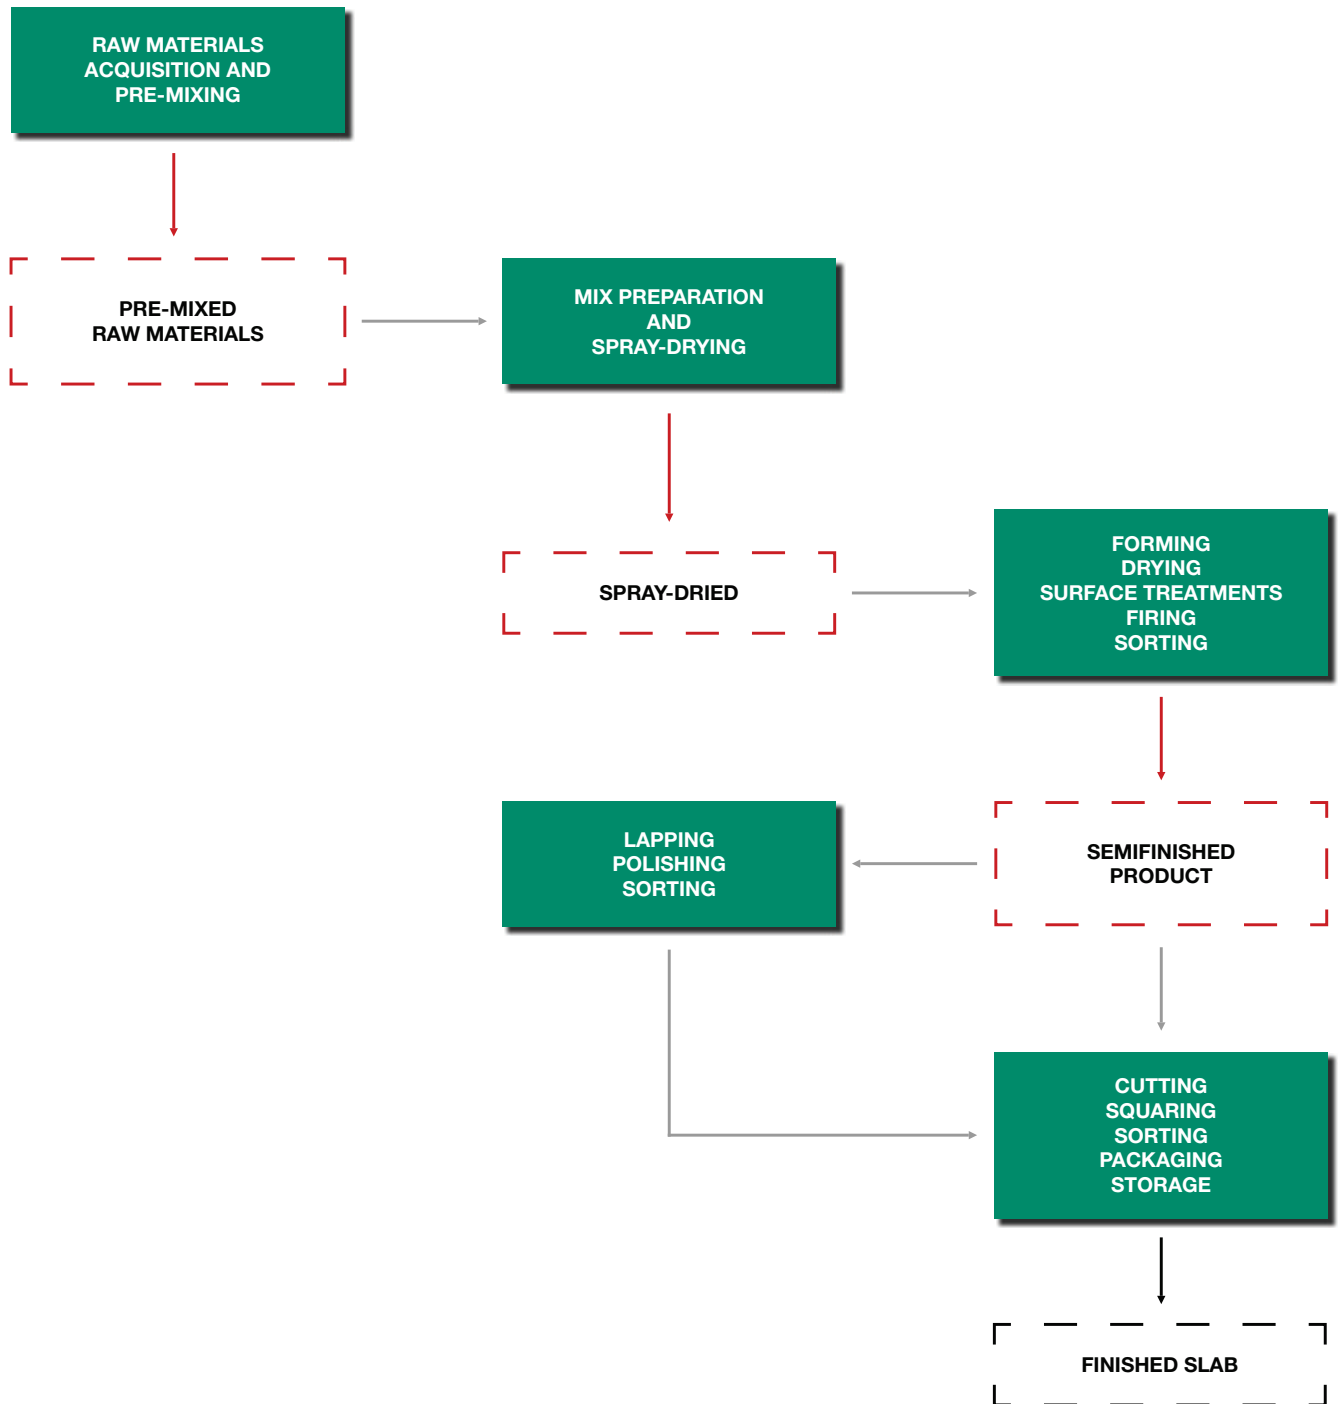 RAW MATERIALS
ACQUISITION AND
PRE-MIXING
PRE-MIXED
RAW MATERIALS
MIX PREPARATION
AND
SPRAY-DRYING
SPRAY-DRIED
FORMING
DRYING
SURFACE TREATMENTS
FIRING
SORTING
LAPPING
POLISHING
SORTING
SEMIFINISHED
PRODUCT
CUTTING
SQUARING
SORTING
PACKAGING
STORAGE
FINISHED SLAB